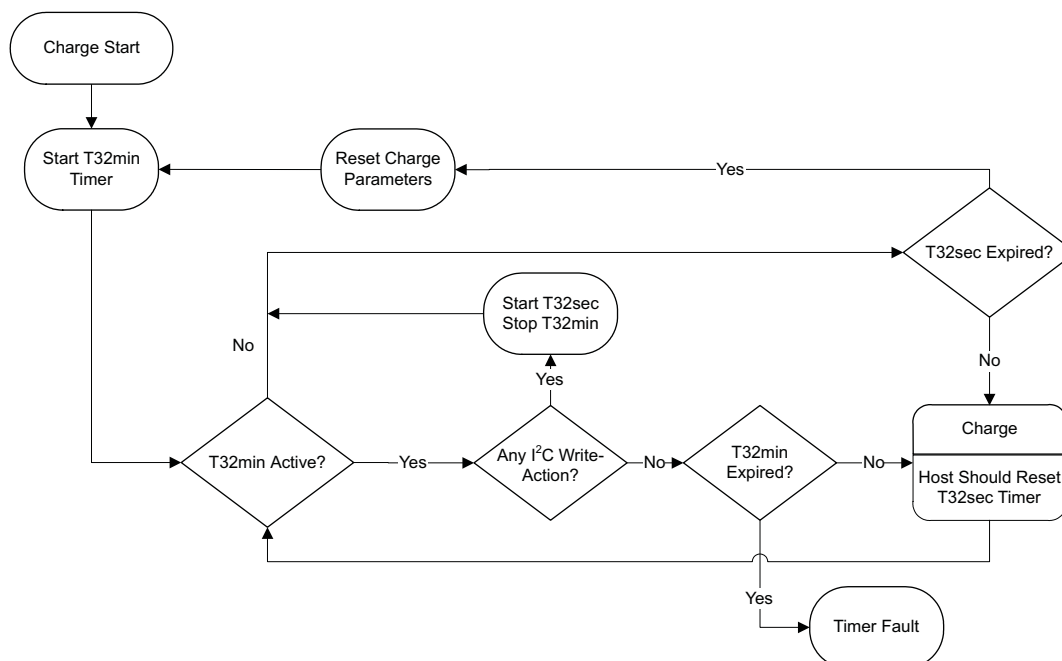 Charge Start
Start T32min
Timer
Reset Charge
Parameters
Yes
T32sec Expired?
Start T32sec
Stop T32min
No
Yes
No
T32min Active?
Yes
Any I²C Write-
Action?
No
T32min
Expired?
No
Charge
Host Should Reset
T32sec Timer
Yes
Timer Fault